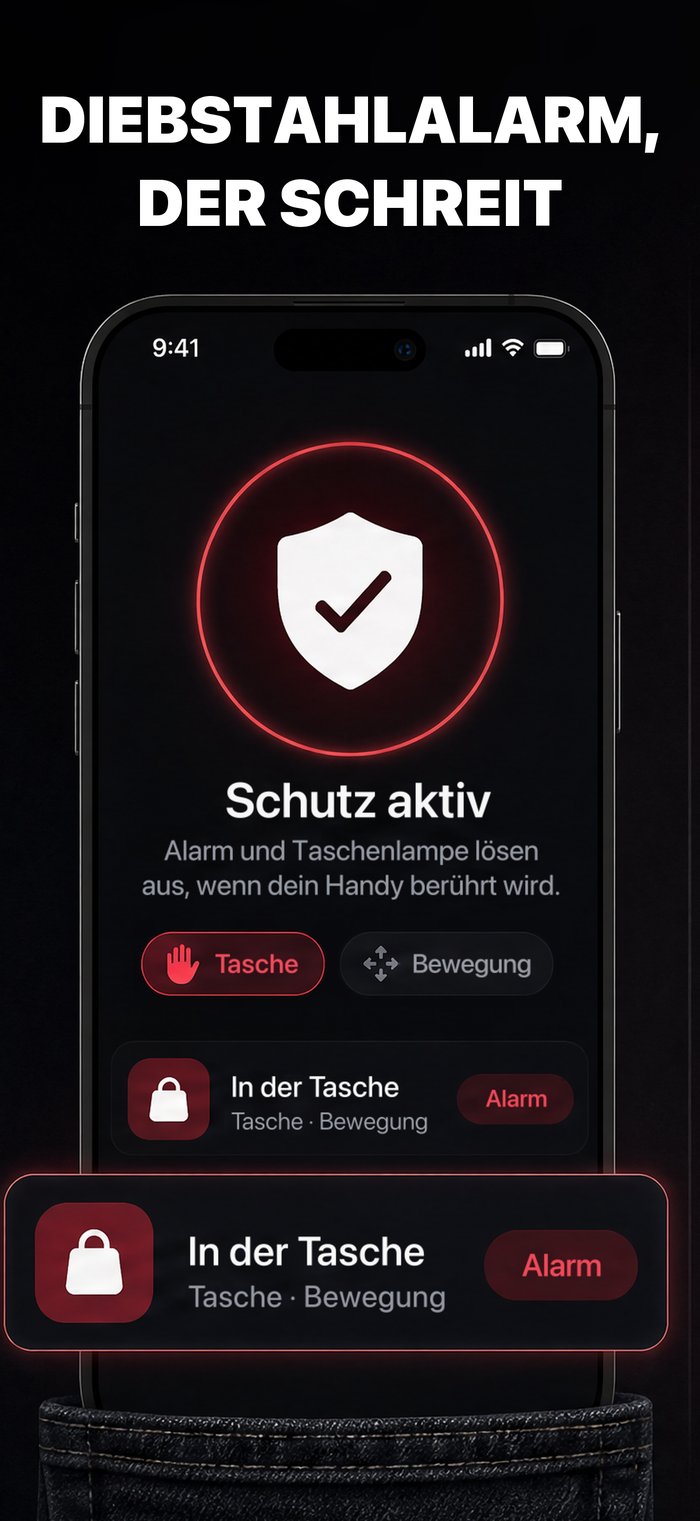 DIEBSTAHLALARM,
DER SCHREIT
9:41
Schutz aktiv
Alarm und Taschenlampe lösen
aus, wenn dein Handy berührt wird.
Tasche
Bewegung
In der Tasche
Alarm
Tasche · Bewegung
In der Tasche
Alarm
Tasche · Bewegung